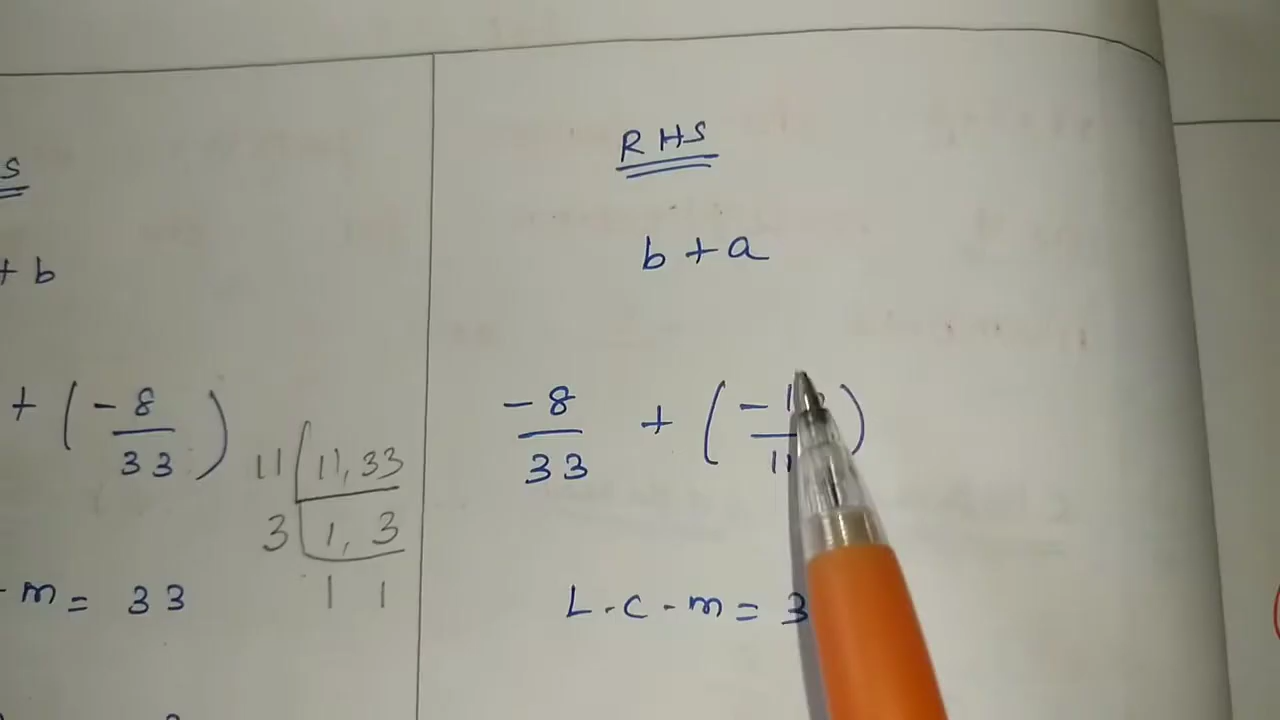 S
+ b
+ ( -8/33 )
11 | 11, 33
3 | 1, 3
1 1
- m = 33
RHS
b + a
-8/33 + ( )
L - C - m = 3